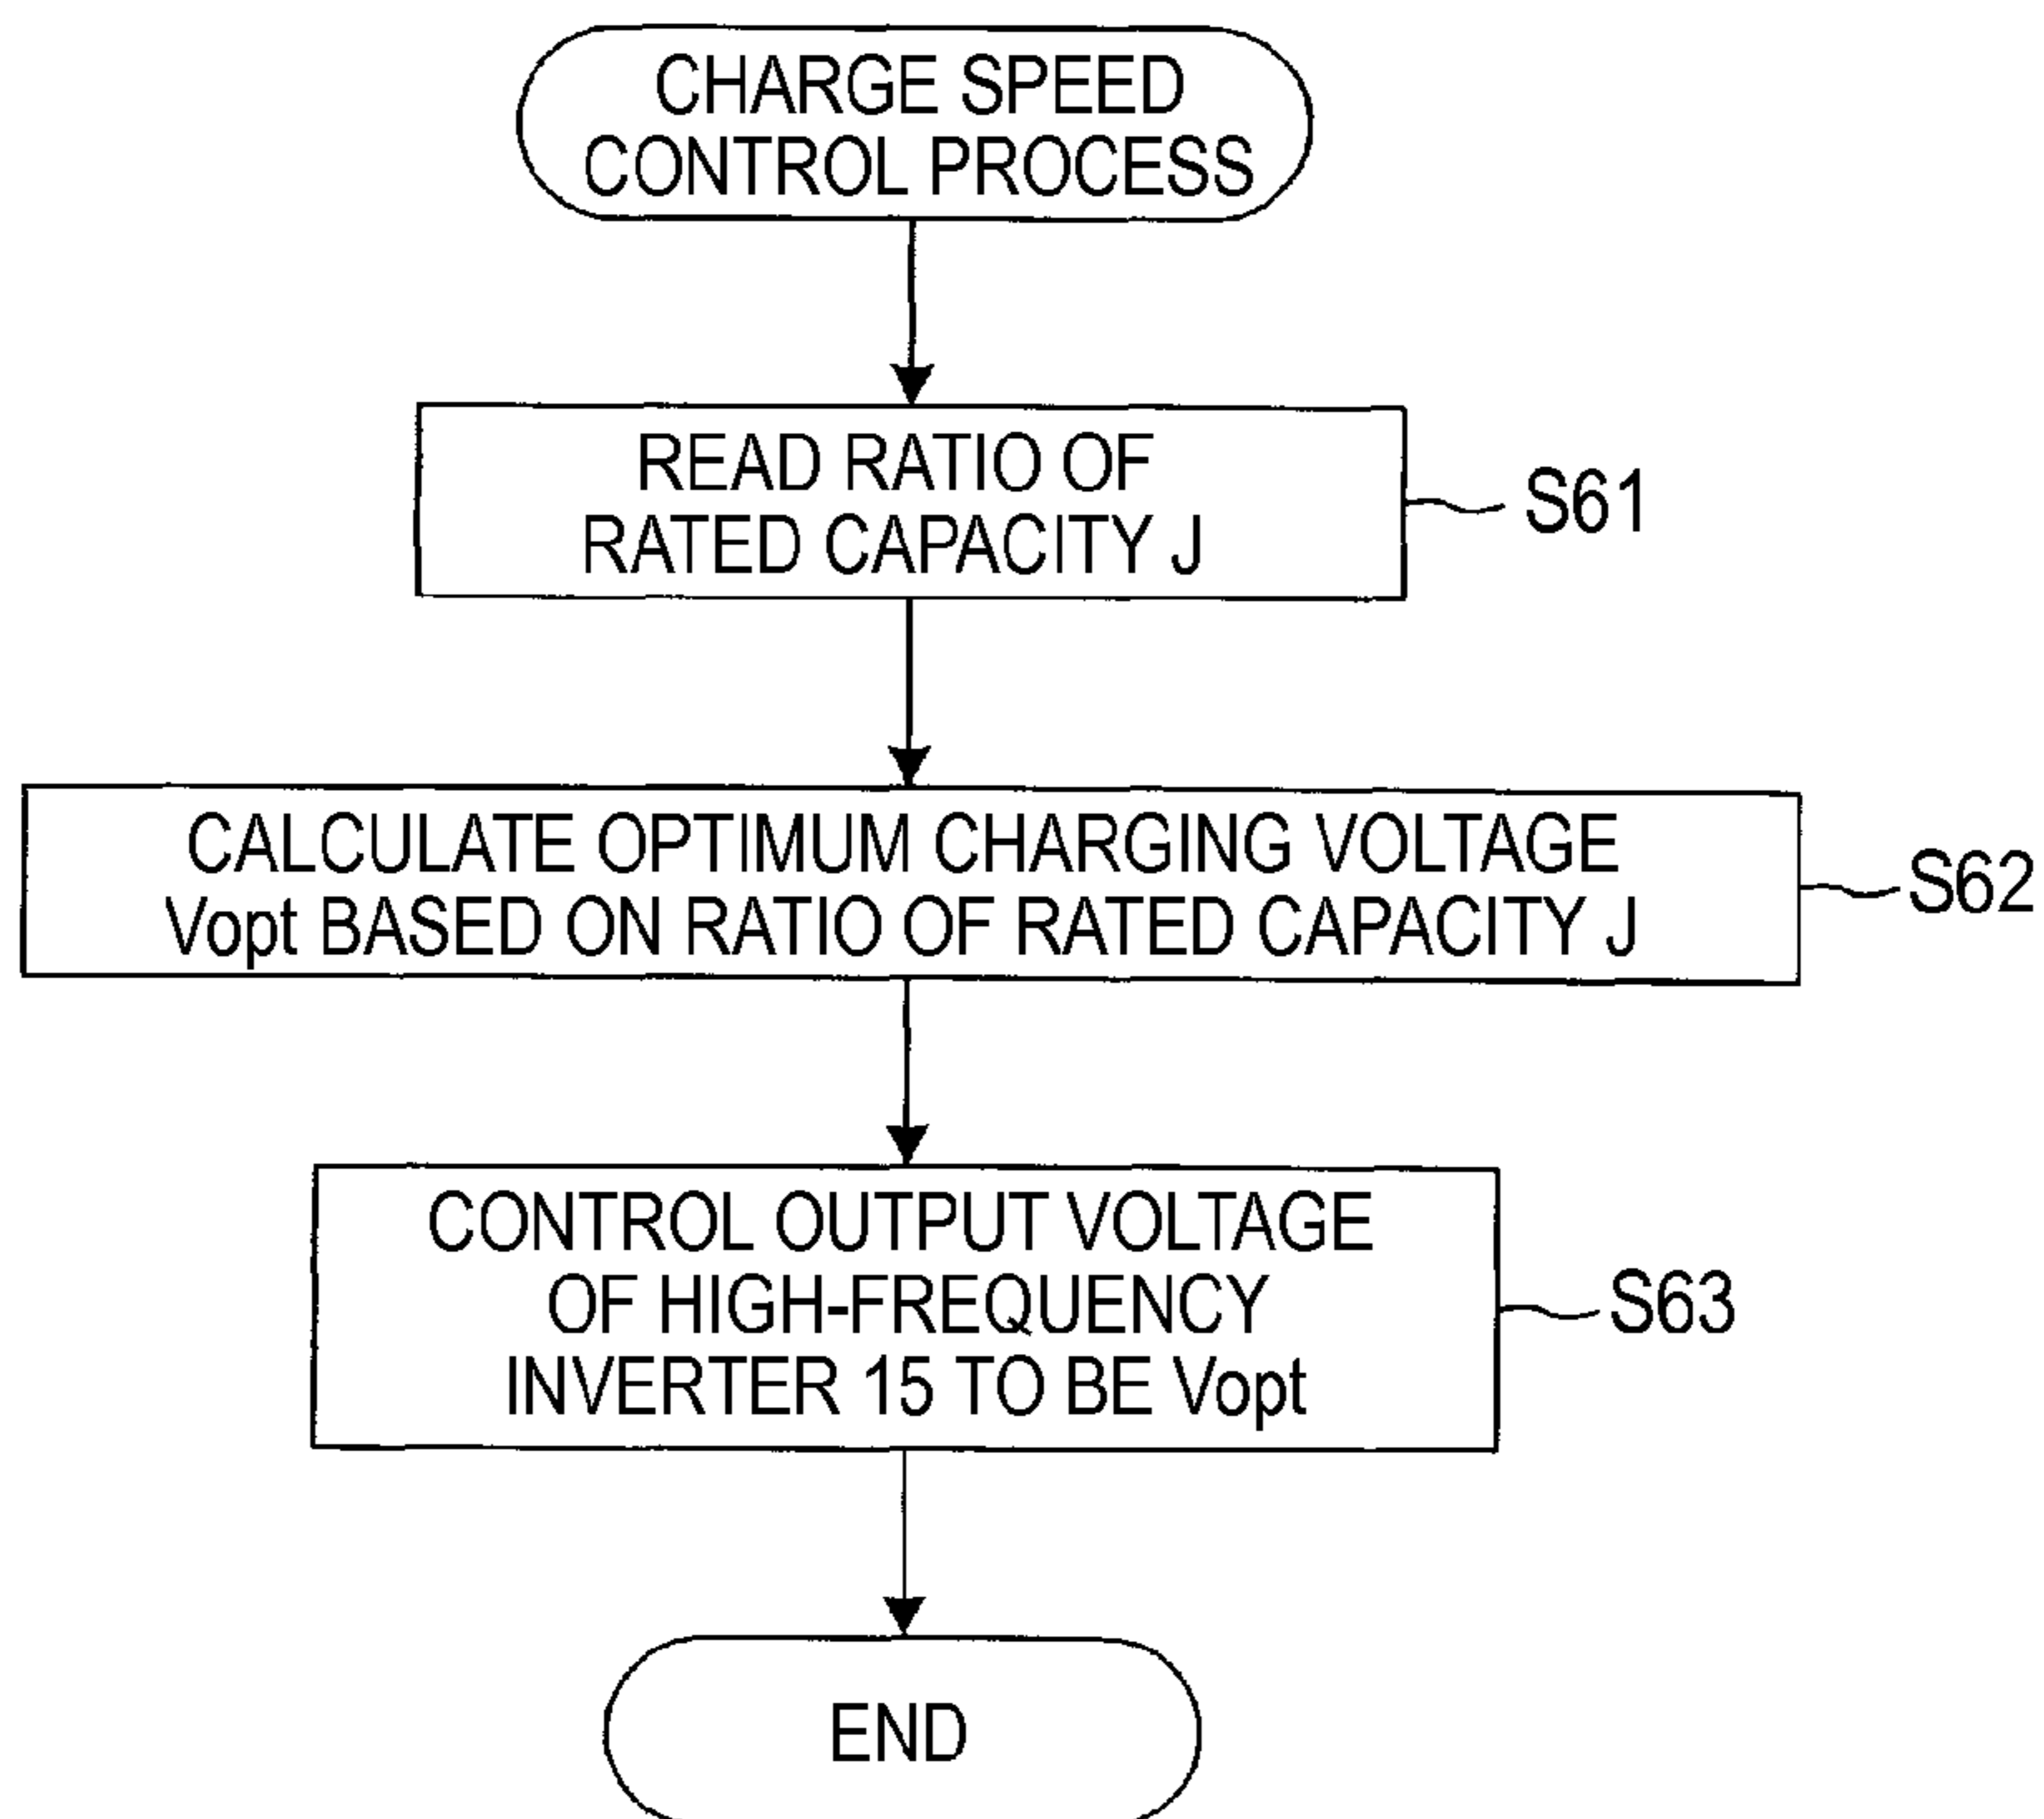 CHARGE SPEED
CONTROL PROCESS
READ RATIO OF
RATED CAPACITY J
S61
CALCULATE OPTIMUM CHARGING VOLTAGE
Vopt BASED ON RATIO OF RATED CAPACITY J
S62
CONTROL OUTPUT VOLTAGE
OF HIGH-FREQUENCY
INVERTER 15 TO BE Vopt
S63
END